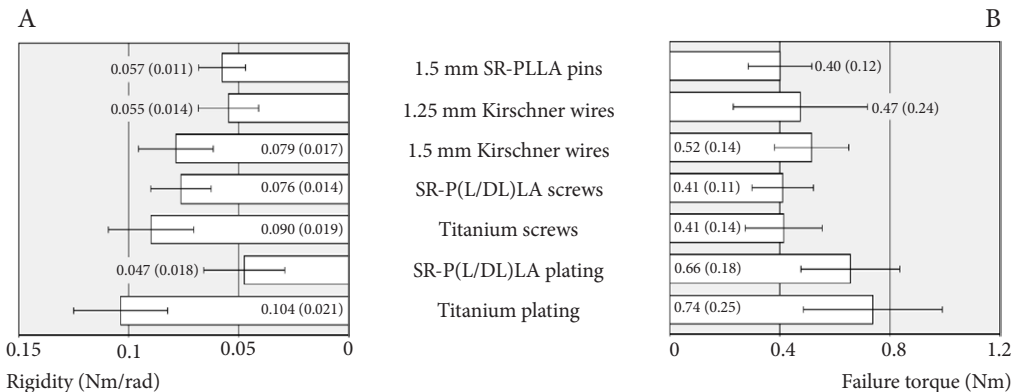 A B
0.057 (0.011) 1.5 mm SR-PLLA pins 0.40 (0.12)
0.055 (0.014) 1.25 mm Kirschner wires 0.47 (0.24)
0.079 (0.017) 1.5 mm Kirschner wires 0.52 (0.14)
0.076 (0.014) SR-P(L/DL)LA screws 0.41 (0.11)
0.090 (0.019) Titanium screws 0.41 (0.14)
0.047 (0.018) SR-P(L/DL)LA plating 0.66 (0.18)
0.104 (0.021) Titanium plating 0.74 (0.25)
0.15 0.1 0.05 0 0 0.4 0.8 1.2
Rigidity (Nm/rad) Failure torque (Nm)